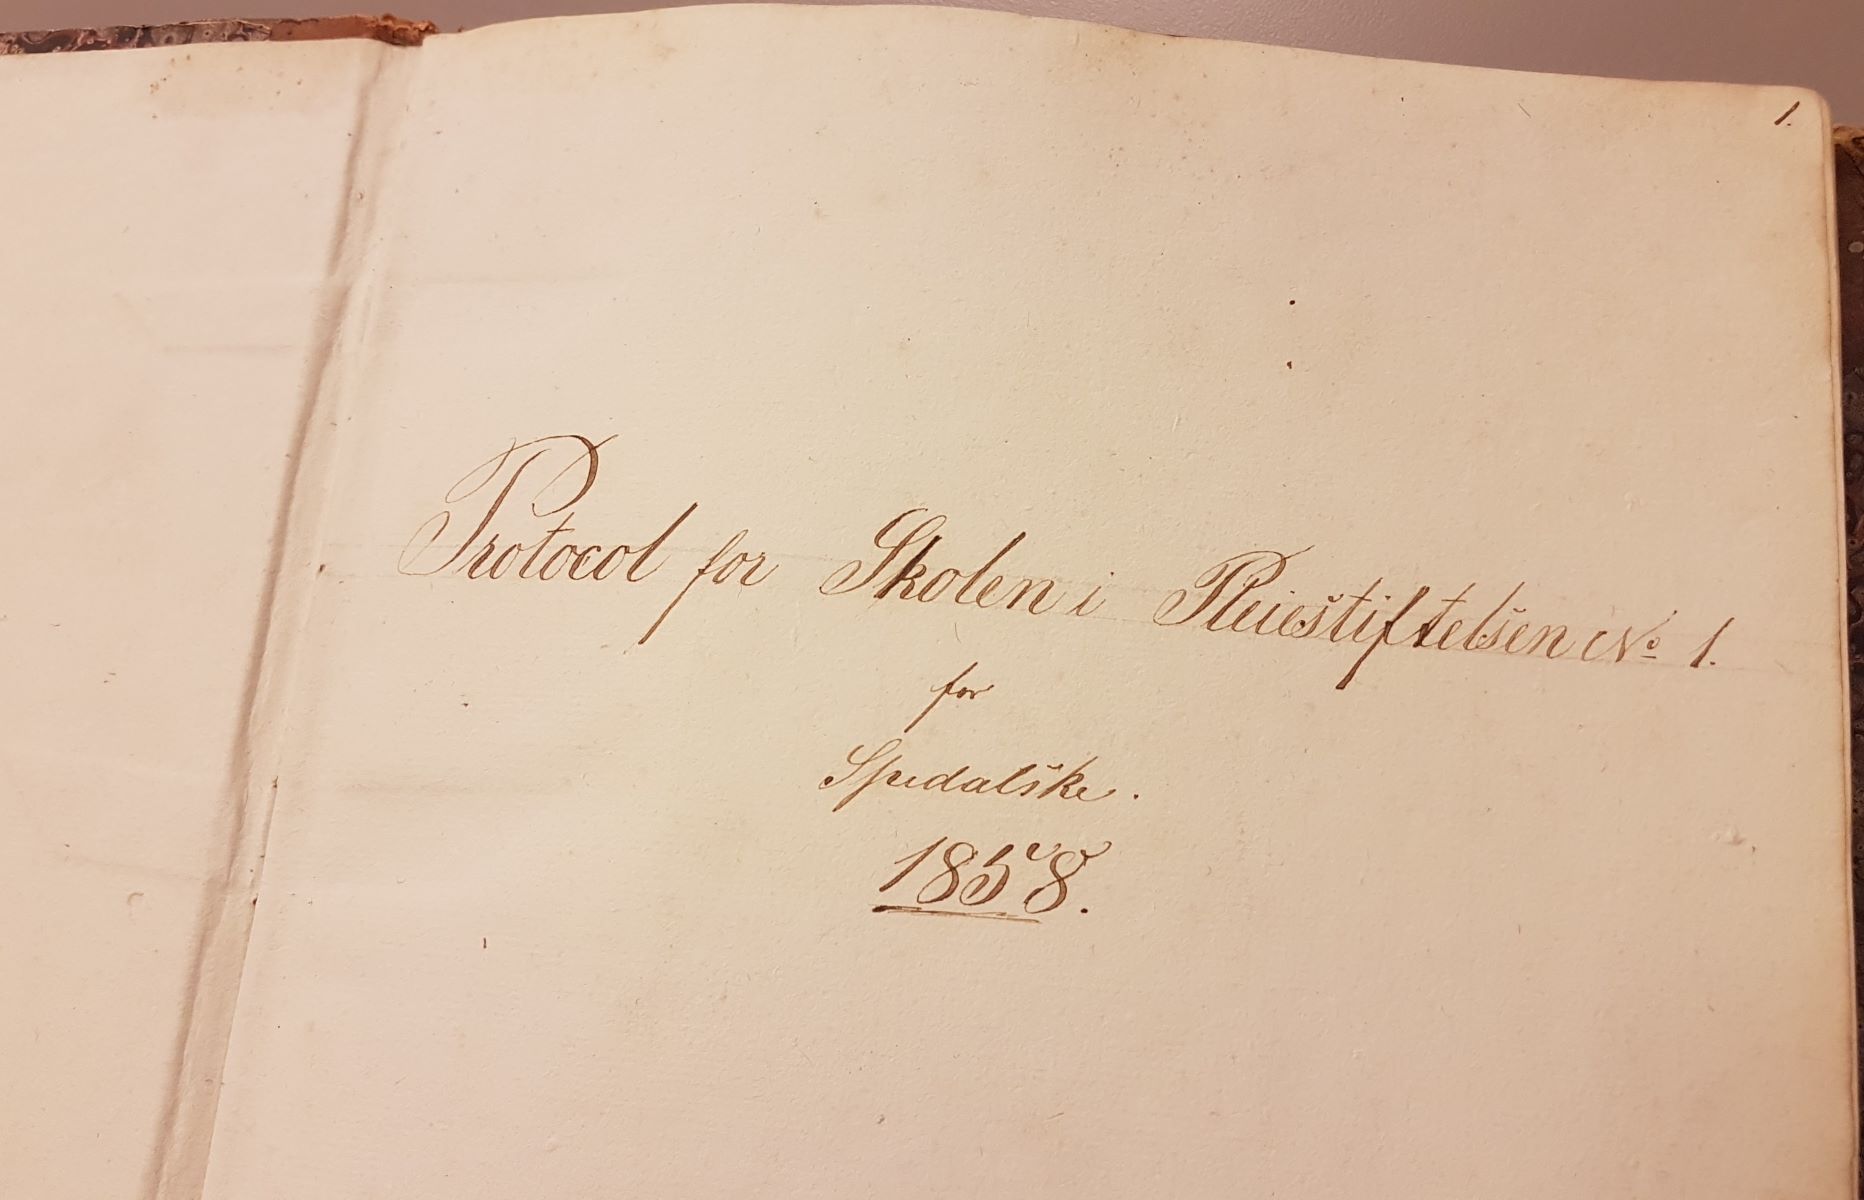 1.
Protocol for Skolen i Pleiestiftelsen No 1.
for
Spedalske.
1858.